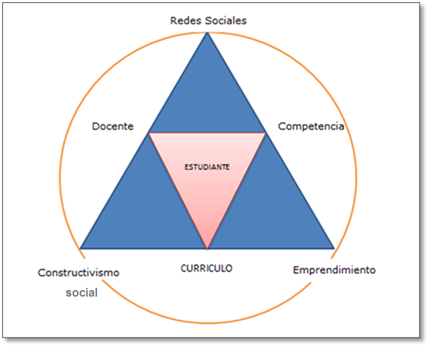 Redes Sociales
Docente
Competencia
ESTUDIANTE
Constructivismo
social
CURRICULO
Emprendimiento